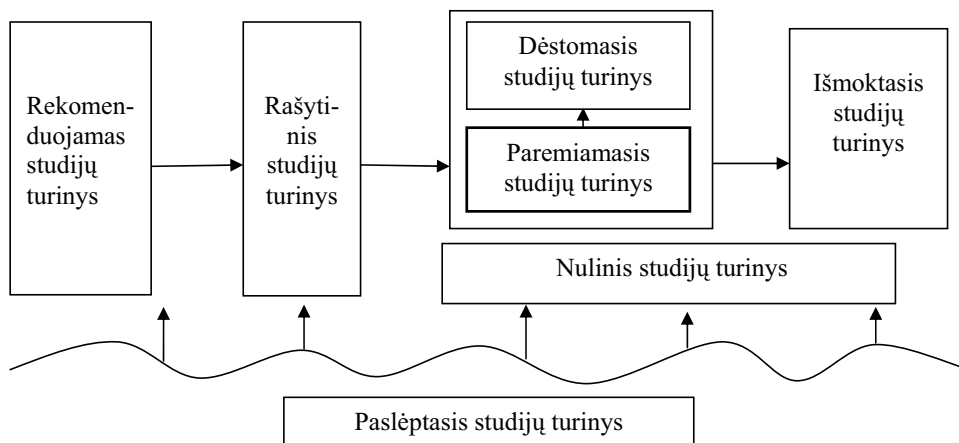 Rekomen-
duojamas
studijų
turinys
Rašyti-
nis
studijų
turinys
Dėstomasis
studijų turinys
Paremiamasis
studijų turinys
Išmoktasis
studijų
turinys
Nulinis studijų turinys
Paslėptasis studijų turinys